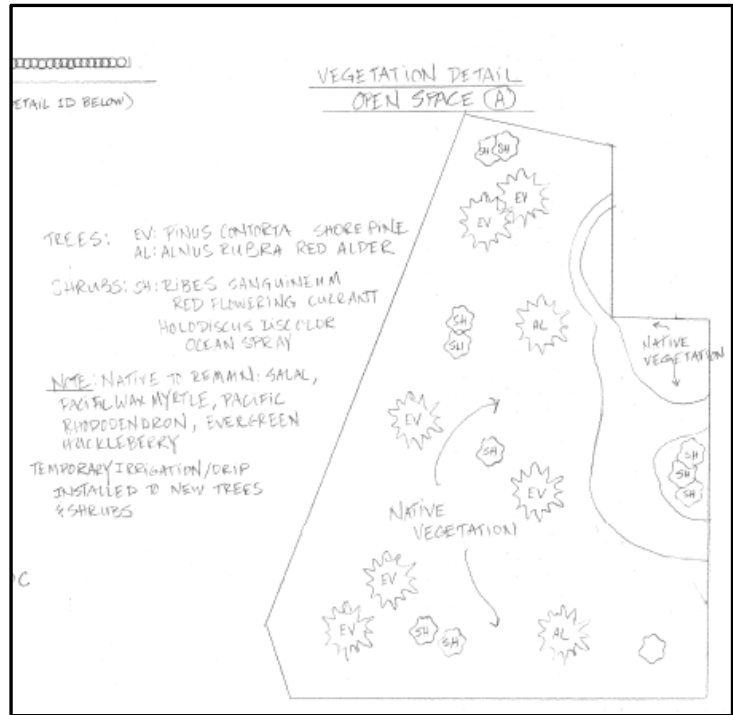 ETAIL ID BELOW)
VEGETATION DETAIL
OPEN SPACE A
TREES: EV: PINUS CONTORTA SHORE PINE
AL: ALNUS RUBRA RED ALDER
SHRUBS: SH: RIBES SANGUINEUM
RED FLOWERING CURRANT
HOLODISCUS DISCOLOR
OCEAN SPRAY
NOTE: NATIVE TO REMAIN: SALAL,
PACIFIC WAX MYRTLE, PACIFIC
RHODODENDRON, EVERGREEN
HUCKLEBERRY
TEMPORARY IRRIGATION/DRIP
INSTALLED TO NEW TREES
& SHRUBS
C
SH SH
EV
EV
SH
AL
SH
NATIVE
VEGETATION
EV
SH
SH
SH
SH
EV
NATIVE
VEGETATION
EV
EV
SH
SH
AL